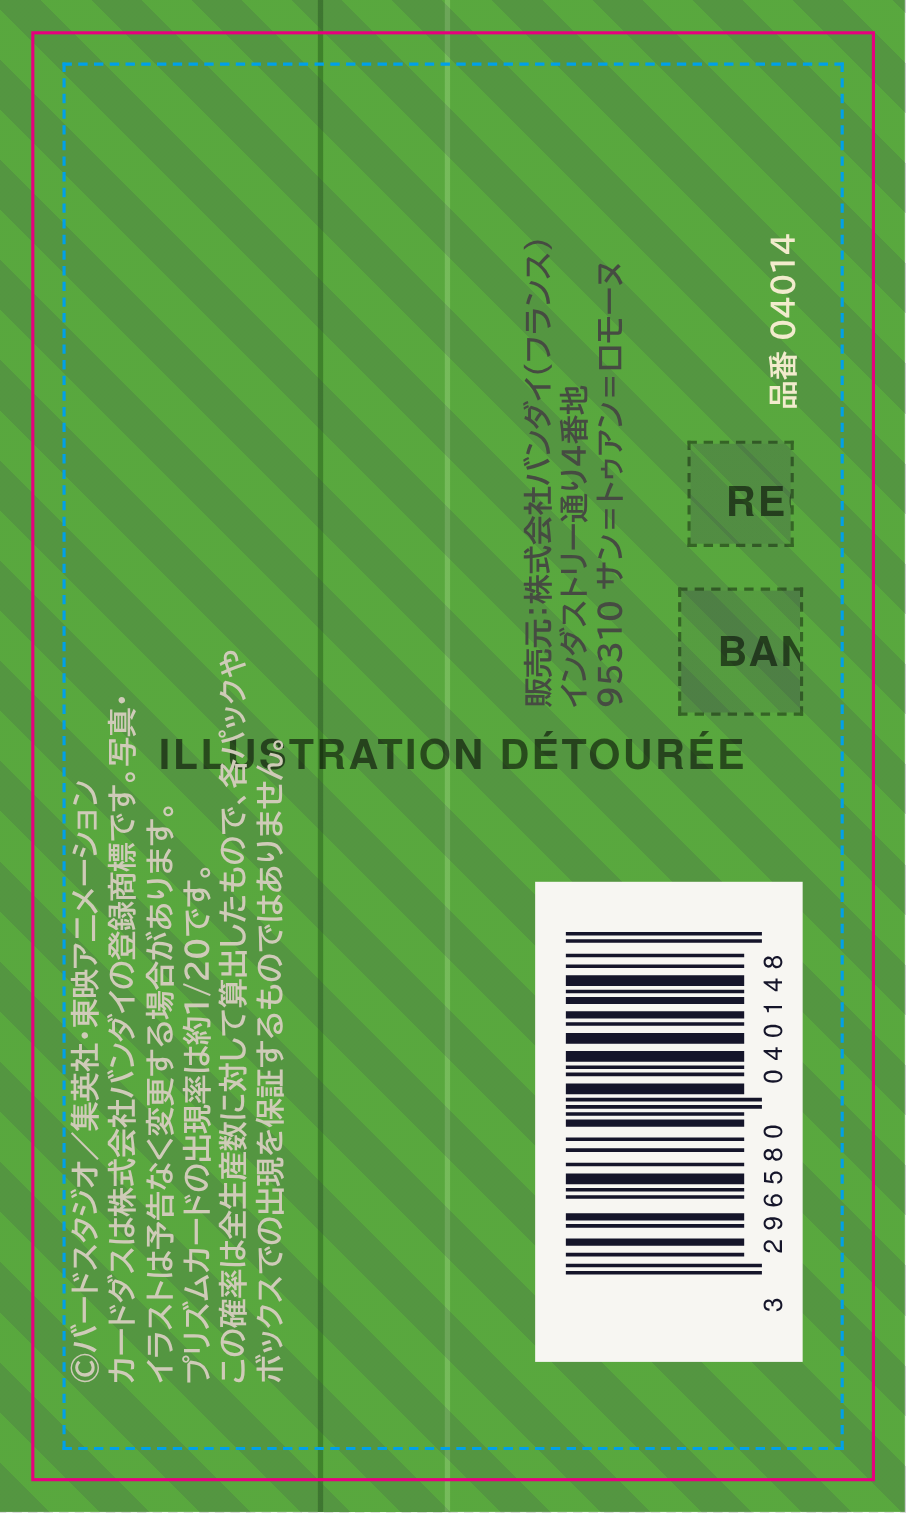 ©バードスタジオ／集英社・東映アニメーション
カードダスは株式会社バンダイの登録商標です。写真・
イラストは予告なく変更する場合があります。
プリズムカードの出現率は約1/20です。
この確率は全生産数に対して算出したもので、各パックや
ボックスでの出現を保証するものではありません。
ILLUSTRATION DÉTOURÉE
販売元：株式会社バンダイ（フランス）
インダストリー通り4番地
95310 サン＝トゥアン＝ロモーヌ
品番 04014
RE
BAN
3 296580 040148